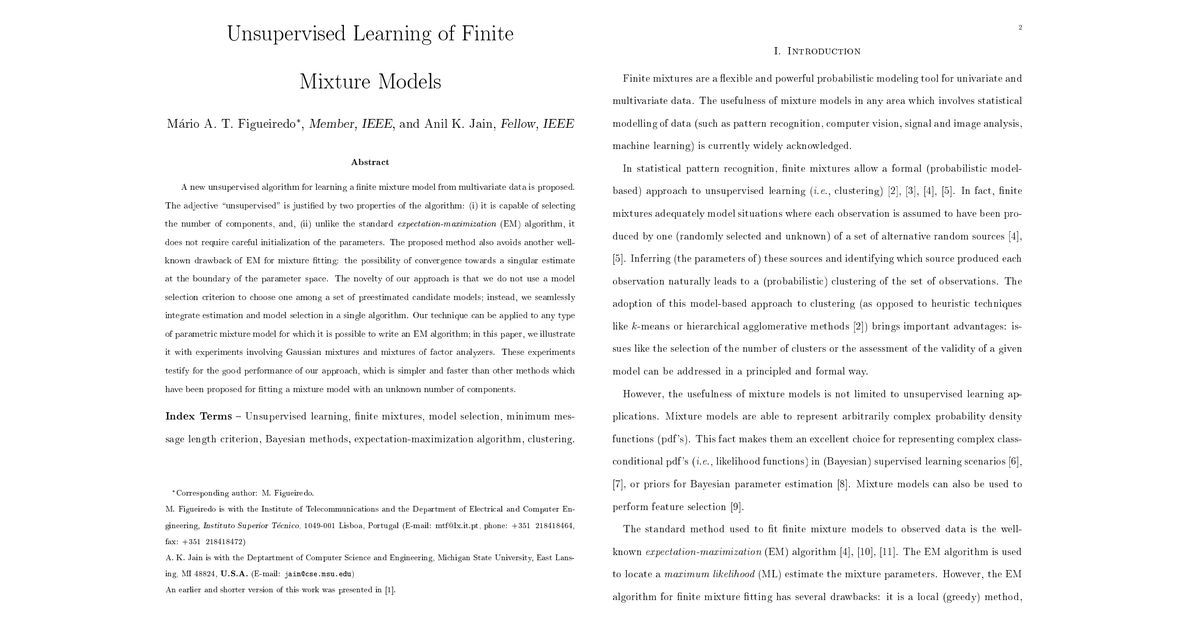 Unsupervised Learning of Finite
Mixture Models
Mário A. T. Figueiredo*, Member, IEEE, and Anil K. Jain, Fellow, IEEE
Abstract
A new unsupervised algorithm for learning a finite mixture model from multivariate data is proposed.
The adjective “unsupervised” is justified by two properties of the algorithm: (i) it is capable of selecting
the number of components, and, (ii) unlike the standard expectation-maximization (EM) algorithm, it
does not require careful initialization of the parameters. The proposed method also avoids another well-
known drawback of EM for mixture fitting: the possibility of convergence towards a singular estimate
at the boundary of the parameter space. The novelty of our approach is that we do not use a model
selection criterion to choose one among a set of preestimated candidate models; instead, we seamlessly
integrate estimation and model selection in a single algorithm. Our technique can be applied to any type
of parametric mixture model for which it is possible to write an EM algorithm; in this paper, we illustrate
it with experiments involving Gaussian mixtures and mixtures of factor analyzers. These experiments
testify for the good performance of our approach, which is simpler and faster than other methods which
have been proposed for fitting a mixture model with an unknown number of components.
Index Terms – Unsupervised learning, finite mixtures, model selection, minimum mes-
sage length criterion, Bayesian methods, expectation-maximization algorithm, clustering.
*Corresponding author: M. Figueiredo.
M. Figueiredo is with the Institute of Telecommunications and the Department of Electrical and Computer En-
gineering, Instituto Superior Técnico, 1049-001 Lisboa, Portugal (E-mail: mtf@lx.it.pt, phone: +351 218418464,
fax: +351 218418472)
A. K. Jain is with the Deptartment of Computer Science and Engineering, Michigan State University, East Lans-
ing, MI 48824, U.S.A. (E-mail: jain@cse.msu.edu)
An earlier and shorter version of this work was presented in [1].
2
I. Introduction
Finite mixtures are a flexible and powerful probabilistic modeling tool for univariate and
multivariate data. The usefulness of mixture models in any area which involves statistical
modelling of data (such as pattern recognition, computer vision, signal and image analysis,
machine learning) is currently widely acknowledged.
In statistical pattern recognition, finite mixtures allow a formal (probabilistic model-
based) approach to unsupervised learning (i.e., clustering) [2], [3], [4], [5]. In fact, finite
mixtures adequately model situations where each observation is assumed to have been pro-
duced by one (randomly selected and unknown) of a set of alternative random sources [4],
[5]. Inferring (the parameters of) these sources and identifying which source produced each
observation naturally leads to a (probabilistic) clustering of the set of observations. The
adoption of this model-based approach to clustering (as opposed to heuristic techniques
like k-means or hierarchical agglomerative methods [2]) brings important advantages: is-
sues like the selection of the number of clusters or the assessment of the validity of a given
model can be addressed in a principled and formal way.
However, the usefulness of mixture models is not limited to unsupervised learning ap-
plications. Mixture models are able to represent arbitrarily complex probability density
functions (pdf's). This fact makes them an excellent choice for representing complex class-
conditional pdf's (i.e., likelihood functions) in (Bayesian) supervised learning scenarios [6],
[7], or priors for Bayesian parameter estimation [8]. Mixture models can also be used to
perform feature selection [9].
The standard method used to fit finite mixture models to observed data is the well-
known expectation-maximization (EM) algorithm [4], [10], [11]. The EM algorithm is used
to locate a maximum likelihood (ML) estimate the mixture parameters. However, the EM
algorithm for finite mixture fitting has several drawbacks: it is a local (greedy) method,